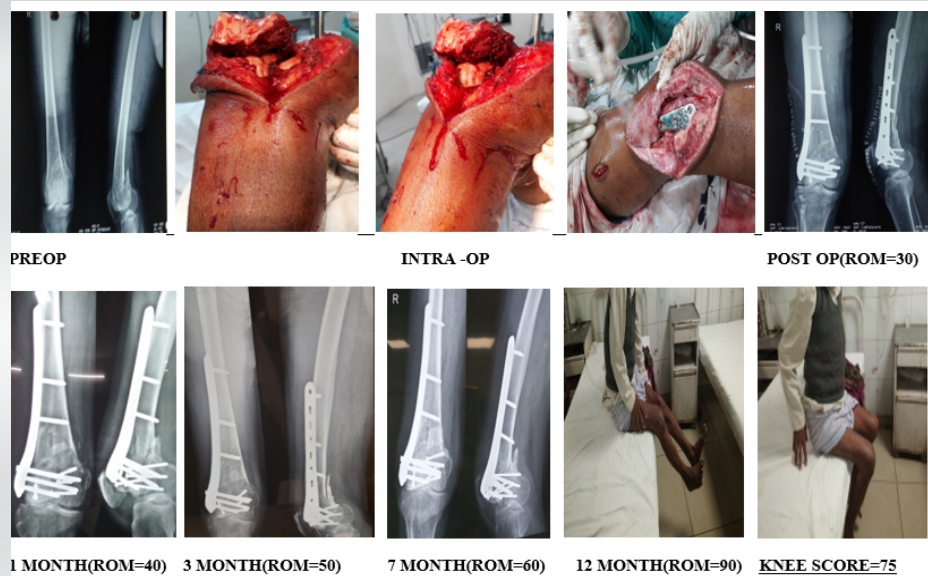 R
R
PREOP
INTRA -OP
POST OP(ROM=30)
R
1 MONTH(ROM=40)
3 MONTH(ROM=50)
7 MONTH(ROM=60)
12 MONTH(ROM=90)
KNEE SCORE=75